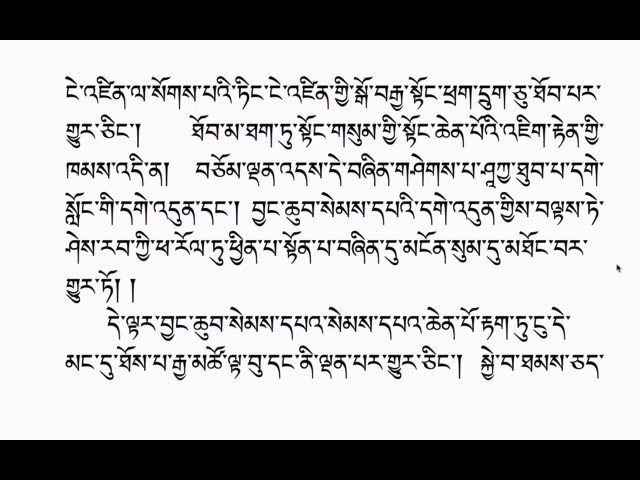 ངེ་འཛིན་ལ་སོགས་པའི་ཏིང་ངེ་འཛིན་གྱི་སྒོ་བརྒྱ་སྟོང་ཕྲག་དྲུག་ཅུ་ཐོབ་པར་
གྱུར་ཅིང་། ཐོབ་མ་ཐག་ཏུ་སྟོང་གསུམ་གྱི་སྟོང་ཆེན་པོའི་འཇིག་རྟེན་གྱི་
ཁམས་འདི་ན། བཅོམ་ལྡན་འདས་དེ་བཞིན་གཤེགས་པ་ཤཱཀྱ་ཐུབ་པ་དགེ་
སློང་གི་དགེ་འདུན་དང་། བྱང་ཆུབ་སེམས་དཔའི་དགེ་འདུན་གྱིས་བལྟས་ཏེ་
ཤེས་རབ་ཀྱི་ཕ་རོལ་ཏུ་ཕྱིན་པ་སྟོན་པ་བཞིན་དུ་མངོན་སུམ་དུ་མཐོང་བར་
གྱུར་ཏོ། །
དེ་ལྟར་བྱང་ཆུབ་སེམས་དཔའ་སེམས་དཔའ་ཆེན་པོ་རྟག་ཏུ་ངུ་དེ་
མང་དུ་ཐོས་པ་རྒྱ་མཚོ་ལྟ་བུ་དང་ནི་ལྡན་པར་གྱུར་ཅིང་། སྐྱེ་བ་ཐམས་ཅད་